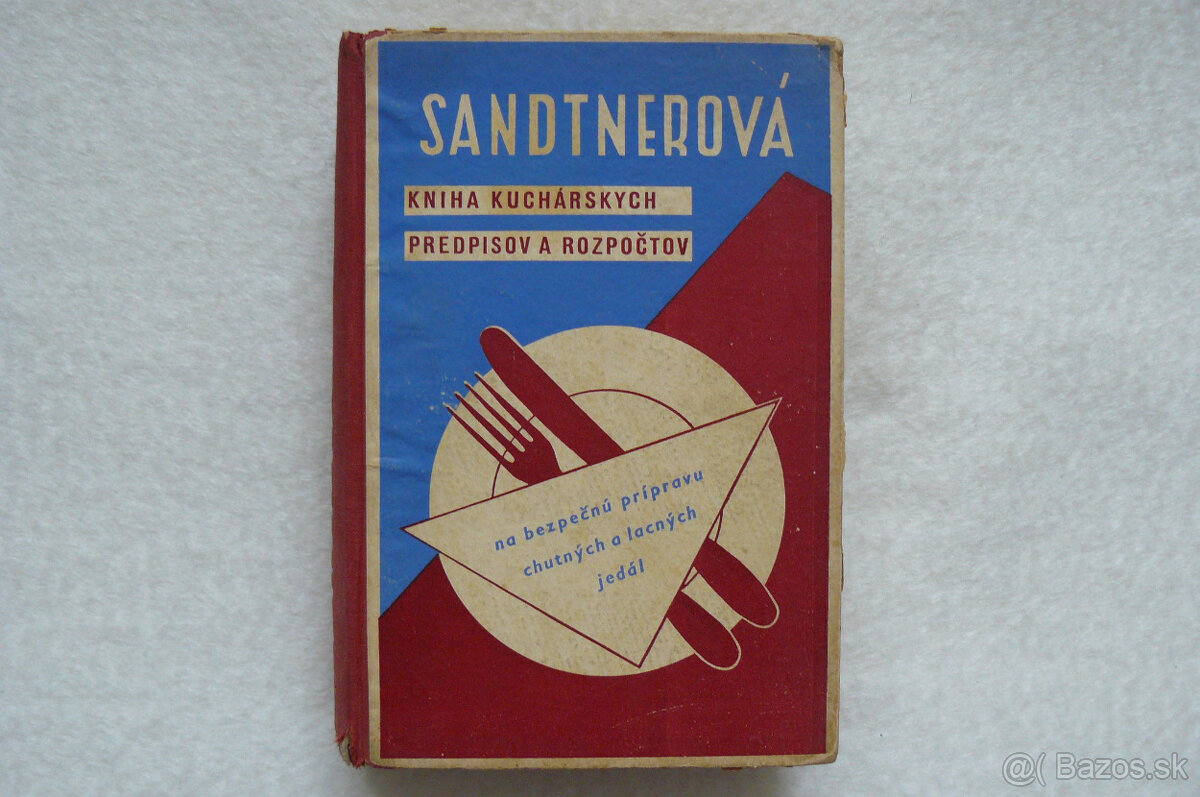 SANDTNEROVÁ
KNIHA KUCHÁRSKYCH
PREDPISOV A ROZPOČTOV
na bezpečnú prípravu
chutných a lacných
jedál
@( Bazos.sk